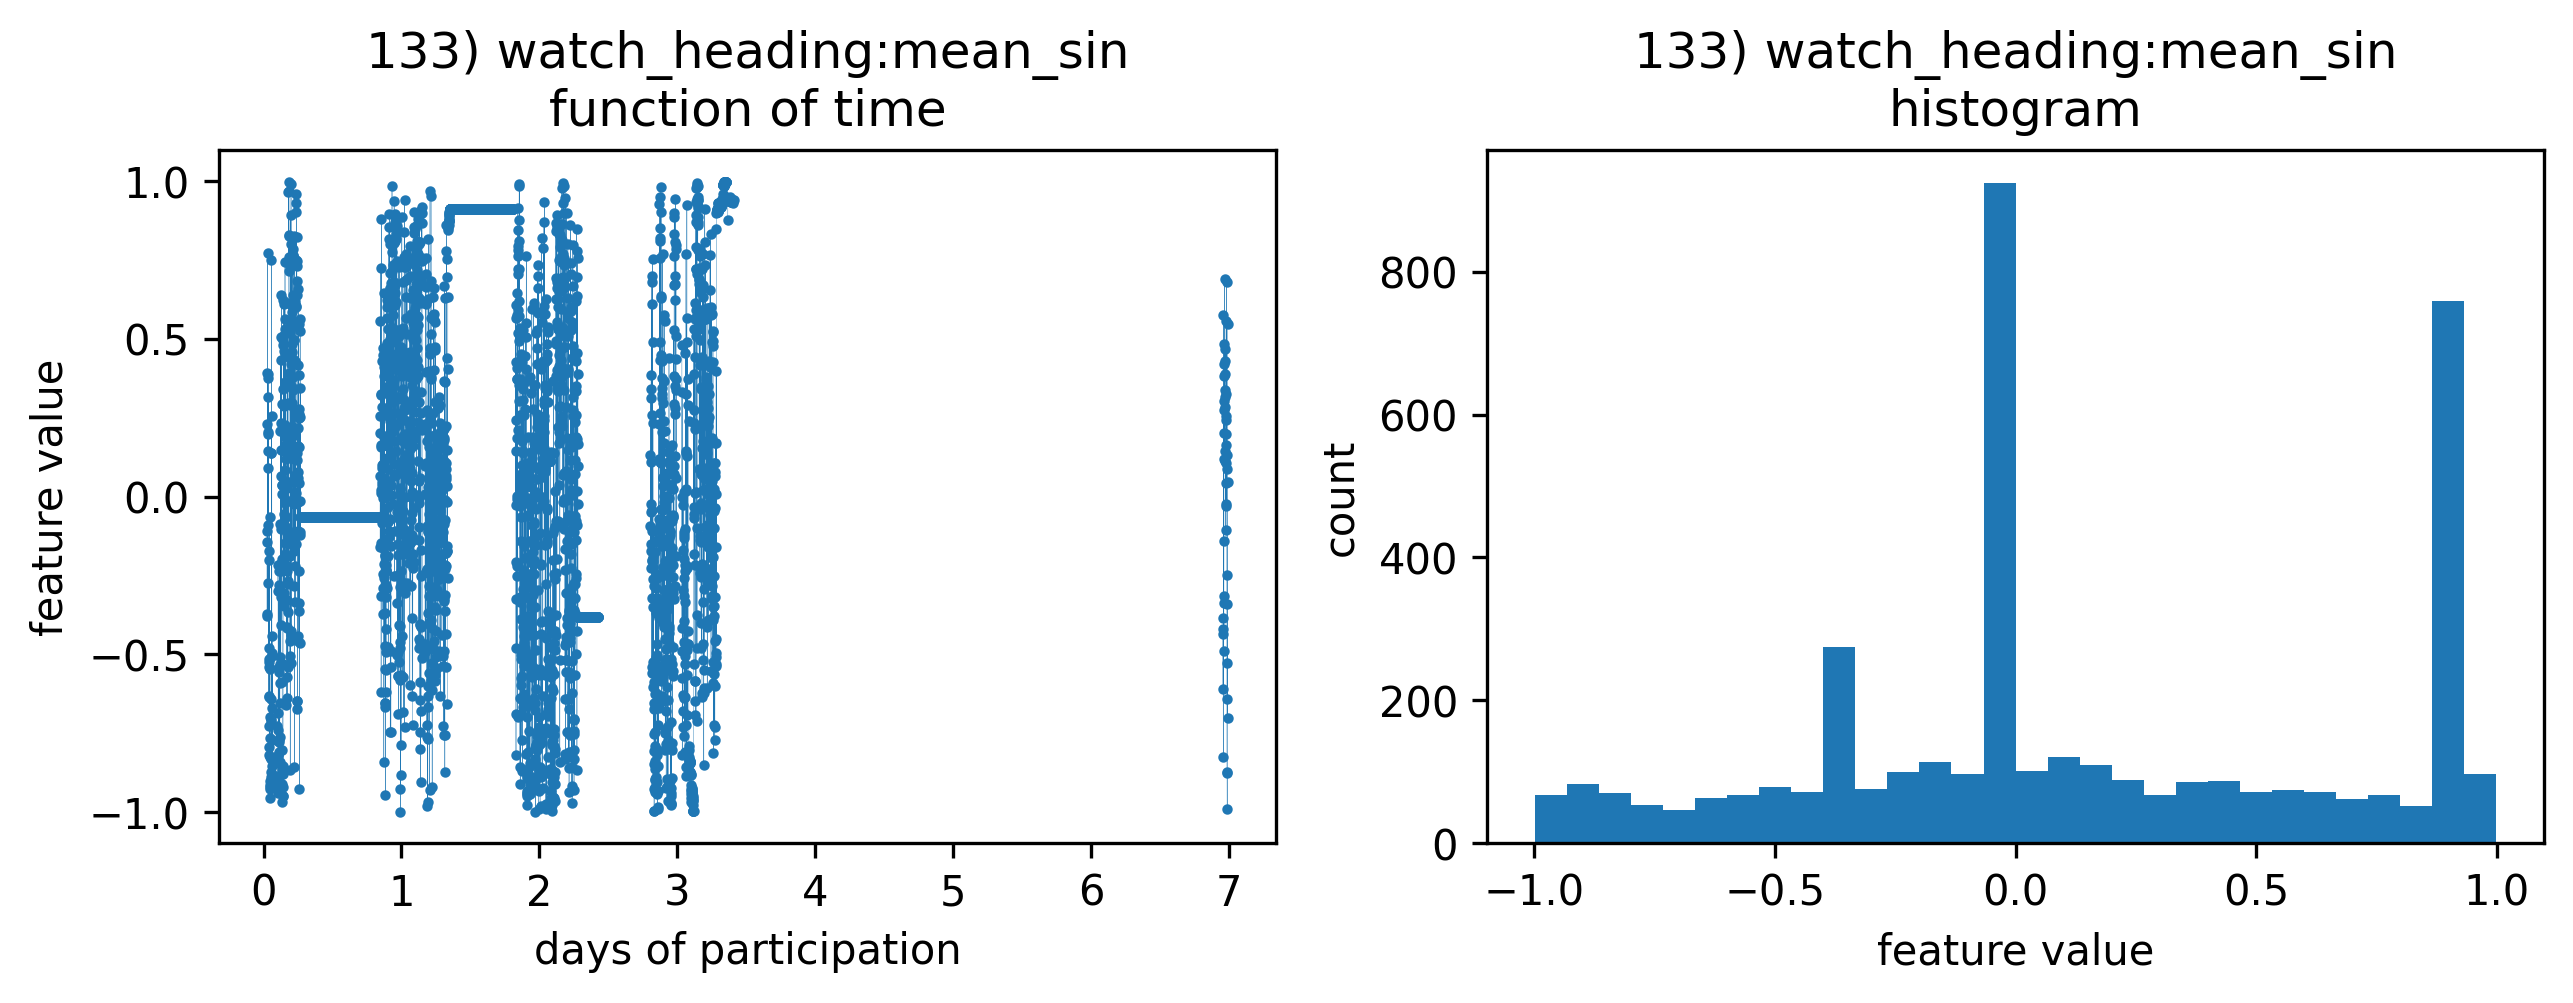 133) watch_heading:mean_sin
function of time
1.0
0.5
0.0
−0.5
−1.0
feature value
0 1 2 3 4 5 6 7
days of participation
133) watch_heading:mean_sin
histogram
800
600
400
200
0
count
−1.0 −0.5 0.0 0.5 1.0
feature value